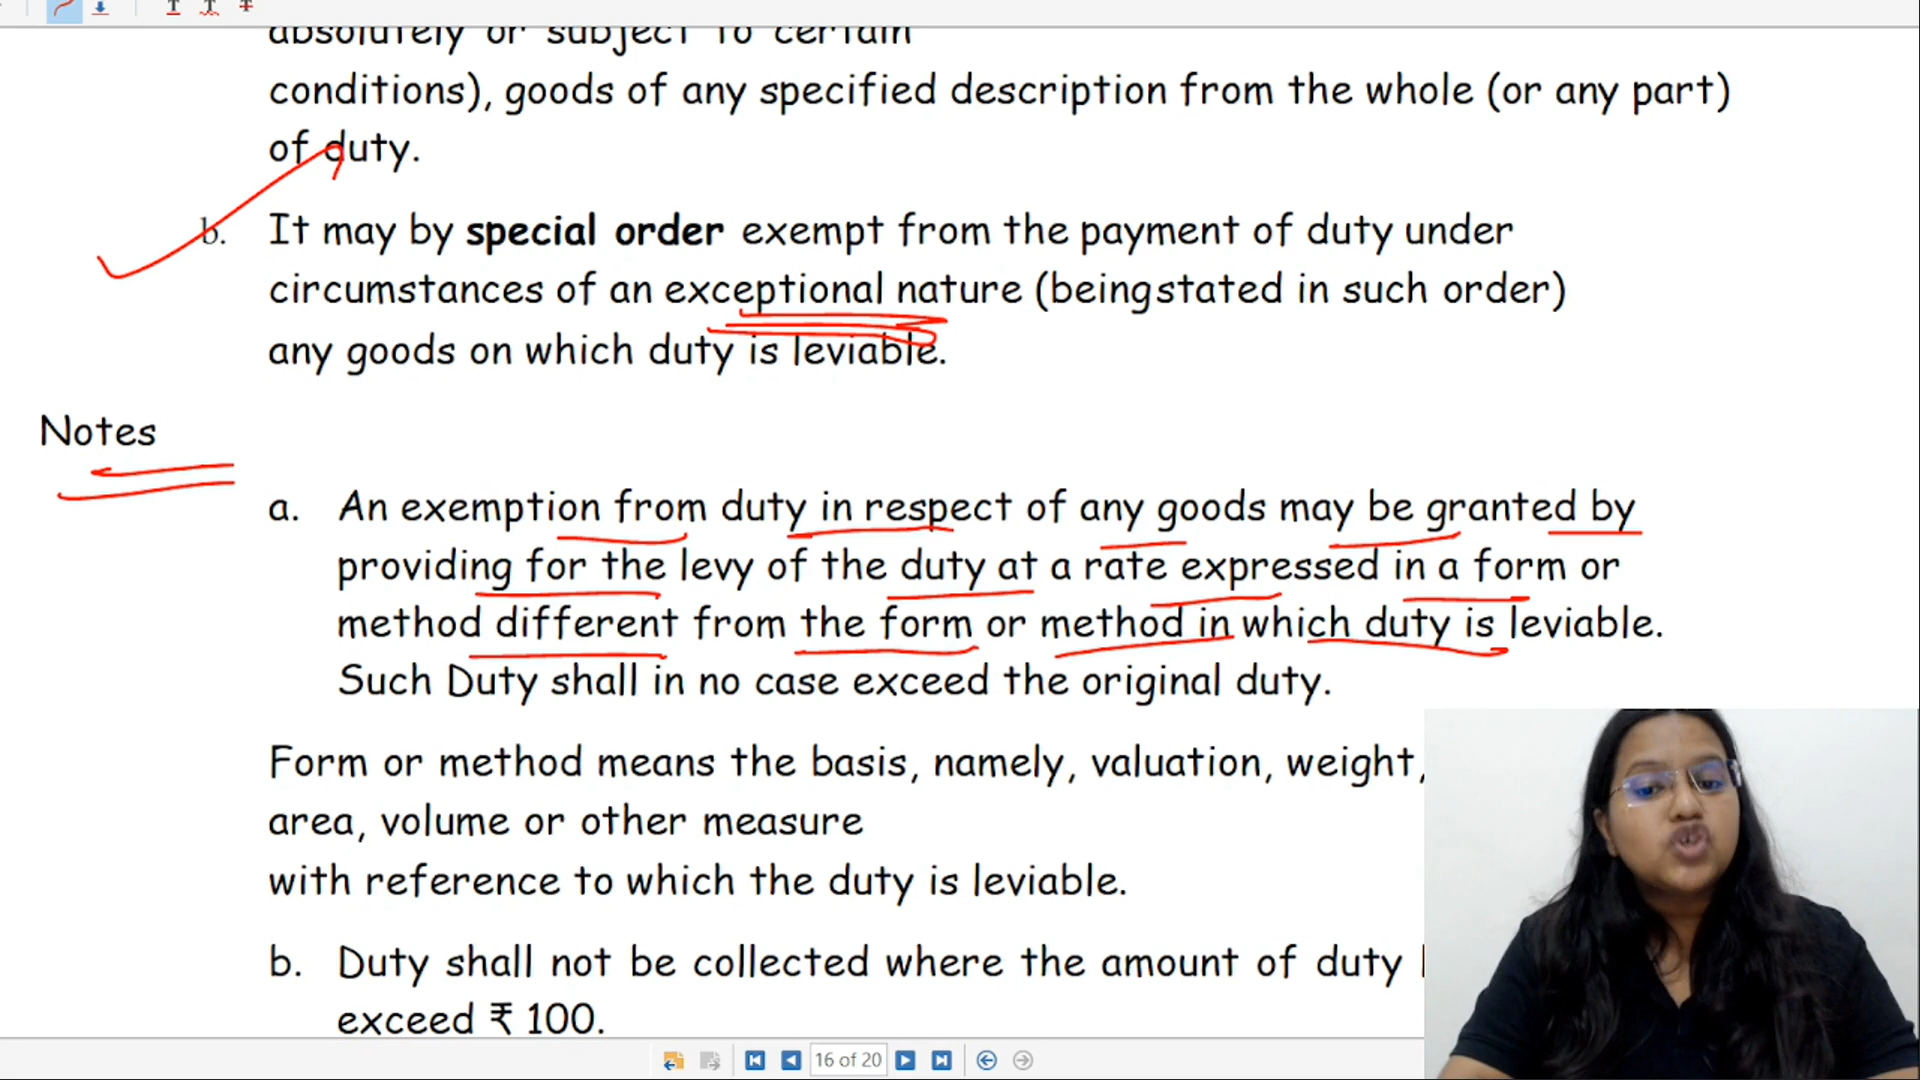 absolutely or subject to certain
conditions), goods of any specified description from the whole (or any part)
of duty.
b. It may by special order exempt from the payment of duty under
circumstances of an exceptional nature (beingstated in such order)
any goods on which duty is leviable.
Notes
a. An exemption from duty in respect of any goods may be granted by
providing for the levy of the duty at a rate expressed in a form or
method different from the form or method in which duty is leviable.
Such Duty shall in no case exceed the original duty.
Form or method means the basis, namely, valuation, weight,
area, volume or other measure
with reference to which the duty is leviable.
b. Duty shall not be collected where the amount of duty
exceed ₹ 100.
16 of 20